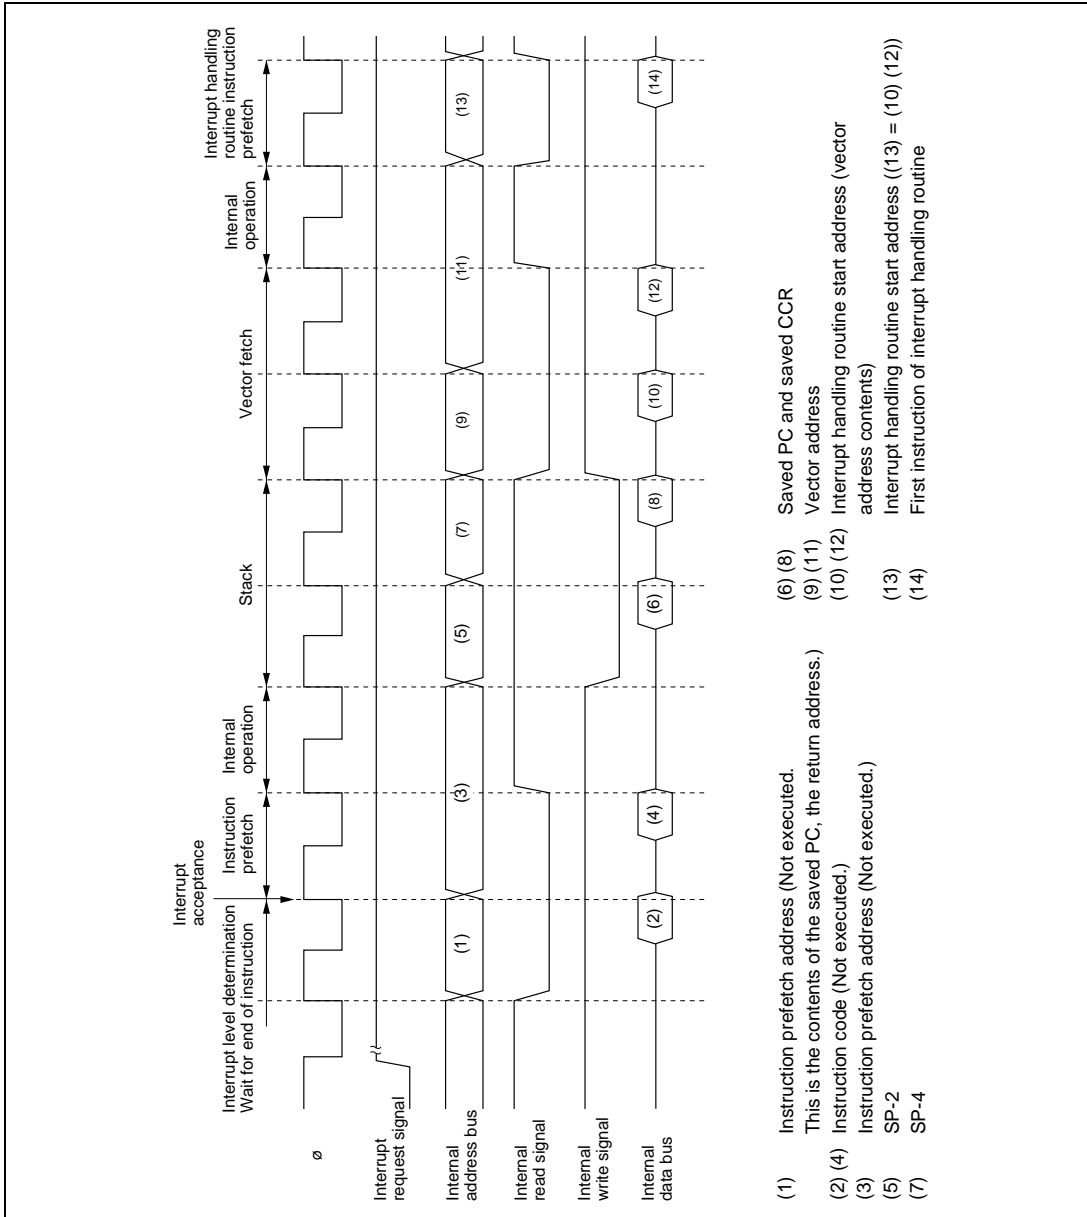 Interrupt level determination
Wait for end of instruction
Interrupt
acceptance
Instruction
prefetch
Internal
operation
Stack
Vector fetch
Internal
operation
Interrupt handling
routine instruction
prefetch
ø
Interrupt
request signal
Internal
address bus
(1)
(3)
(5)
(7)
(9)
(11)
(13)
Internal
read signal
Internal
write signal
Internal
data bus
(2)
(4)
(6)
(8)
(10)
(12)
(14)
(1) Instruction prefetch address (Not executed.
This is the contents of the saved PC, the return address.)
(2) (4) Instruction code (Not executed.)
(3) Instruction prefetch address (Not executed.)
(5) SP-2
(7) SP-4
(6) (8) Saved PC and saved CCR
(9) (11) Vector address
(10) (12) Interrupt handling routine start address (vector
address contents)
(13) Interrupt handling routine start address ((13) = (10) (12))
(14) First instruction of interrupt handling routine